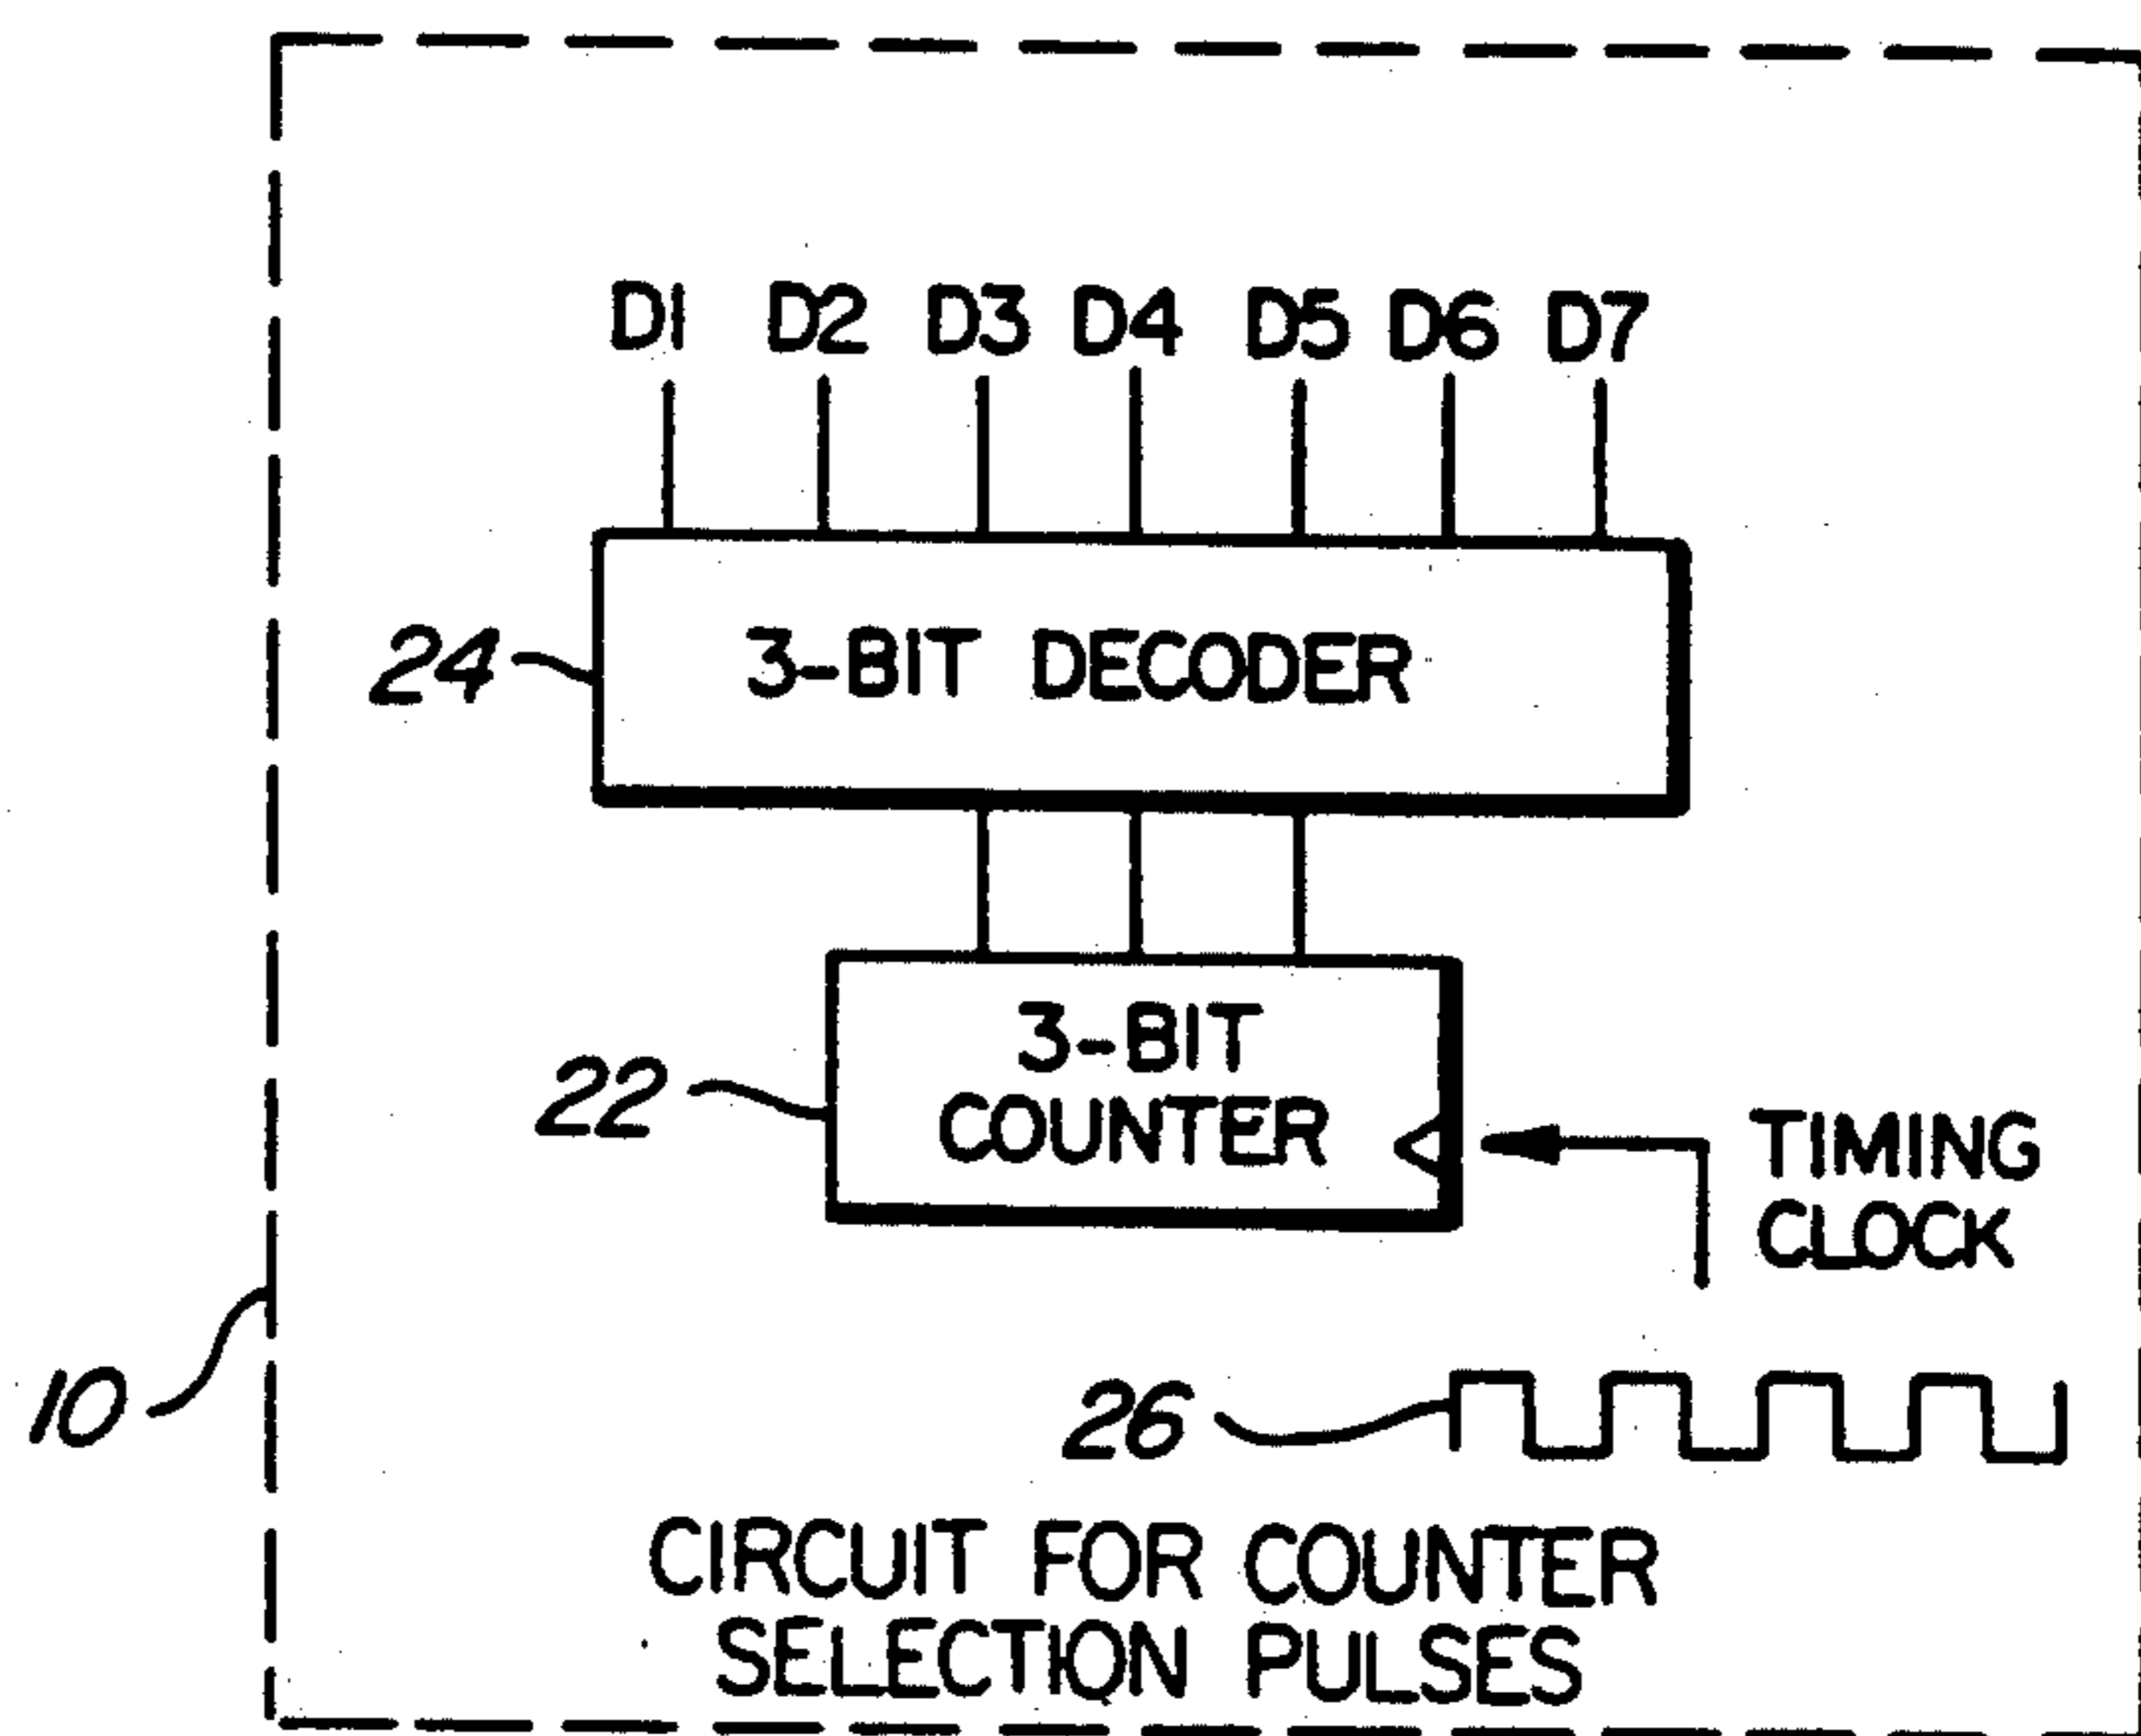 D1 D2 D3 D4 D5 D6 D7
24
3-BIT DECODER
22
3-BIT
COUNTER
TIMING
CLOCK
10
26
CIRCUIT FOR COUNTER
SELECTION PULSES